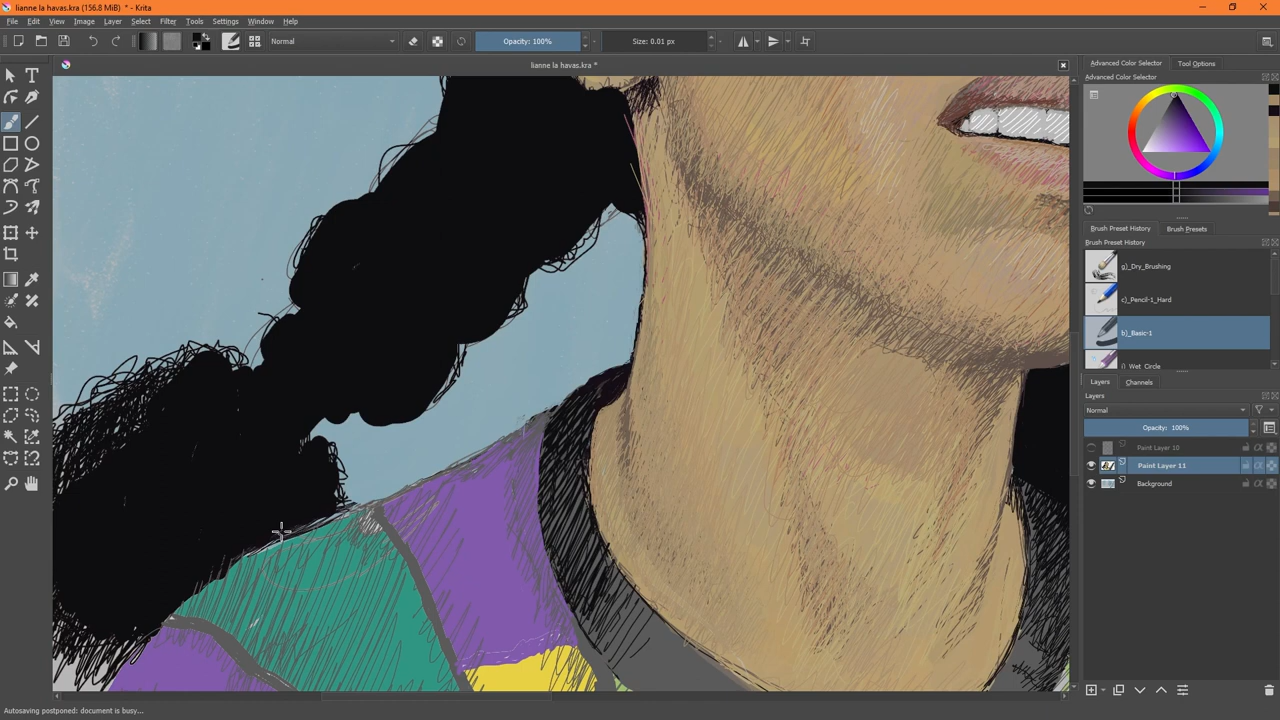 lianne la havas.kra (156.8 MiB) * - Krita
File Edit View Image Layer Select Filter Tools Settings Window Help
Normal Opacity: 100% Size: 0.01 px
lianne la havas.kra *
Advanced Color Selector Tool Options
Advanced Color Selector
Brush Preset History Brush Presets
Brush Preset History
g)_Dry_Brushing
c)_Pencil-1_Hard
b)_Basic-1
i)_Wet_Circle
Layers Channels
Layers
Normal
Opacity: 100%
Paint Layer 10
Paint Layer 11
Background
Autosaving postponed: document is busy...